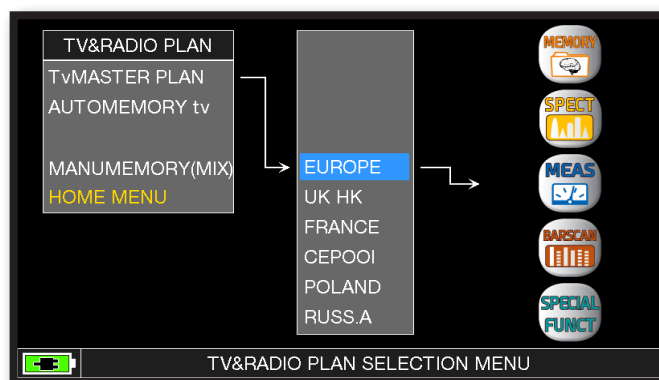 TV&RADIO PLAN
TvMASTER PLAN
AUTOMEMORY tv
MANUMEMORY(MIX)
HOME MENU
EUROPE
UK HK
FRANCE
CEPOOI
POLAND
RUSS.A
MEMORY
SPECT
MEAS
BARSCAN
SPECIAL
FUNCT
TV&RADIO PLAN SELECTION MENU